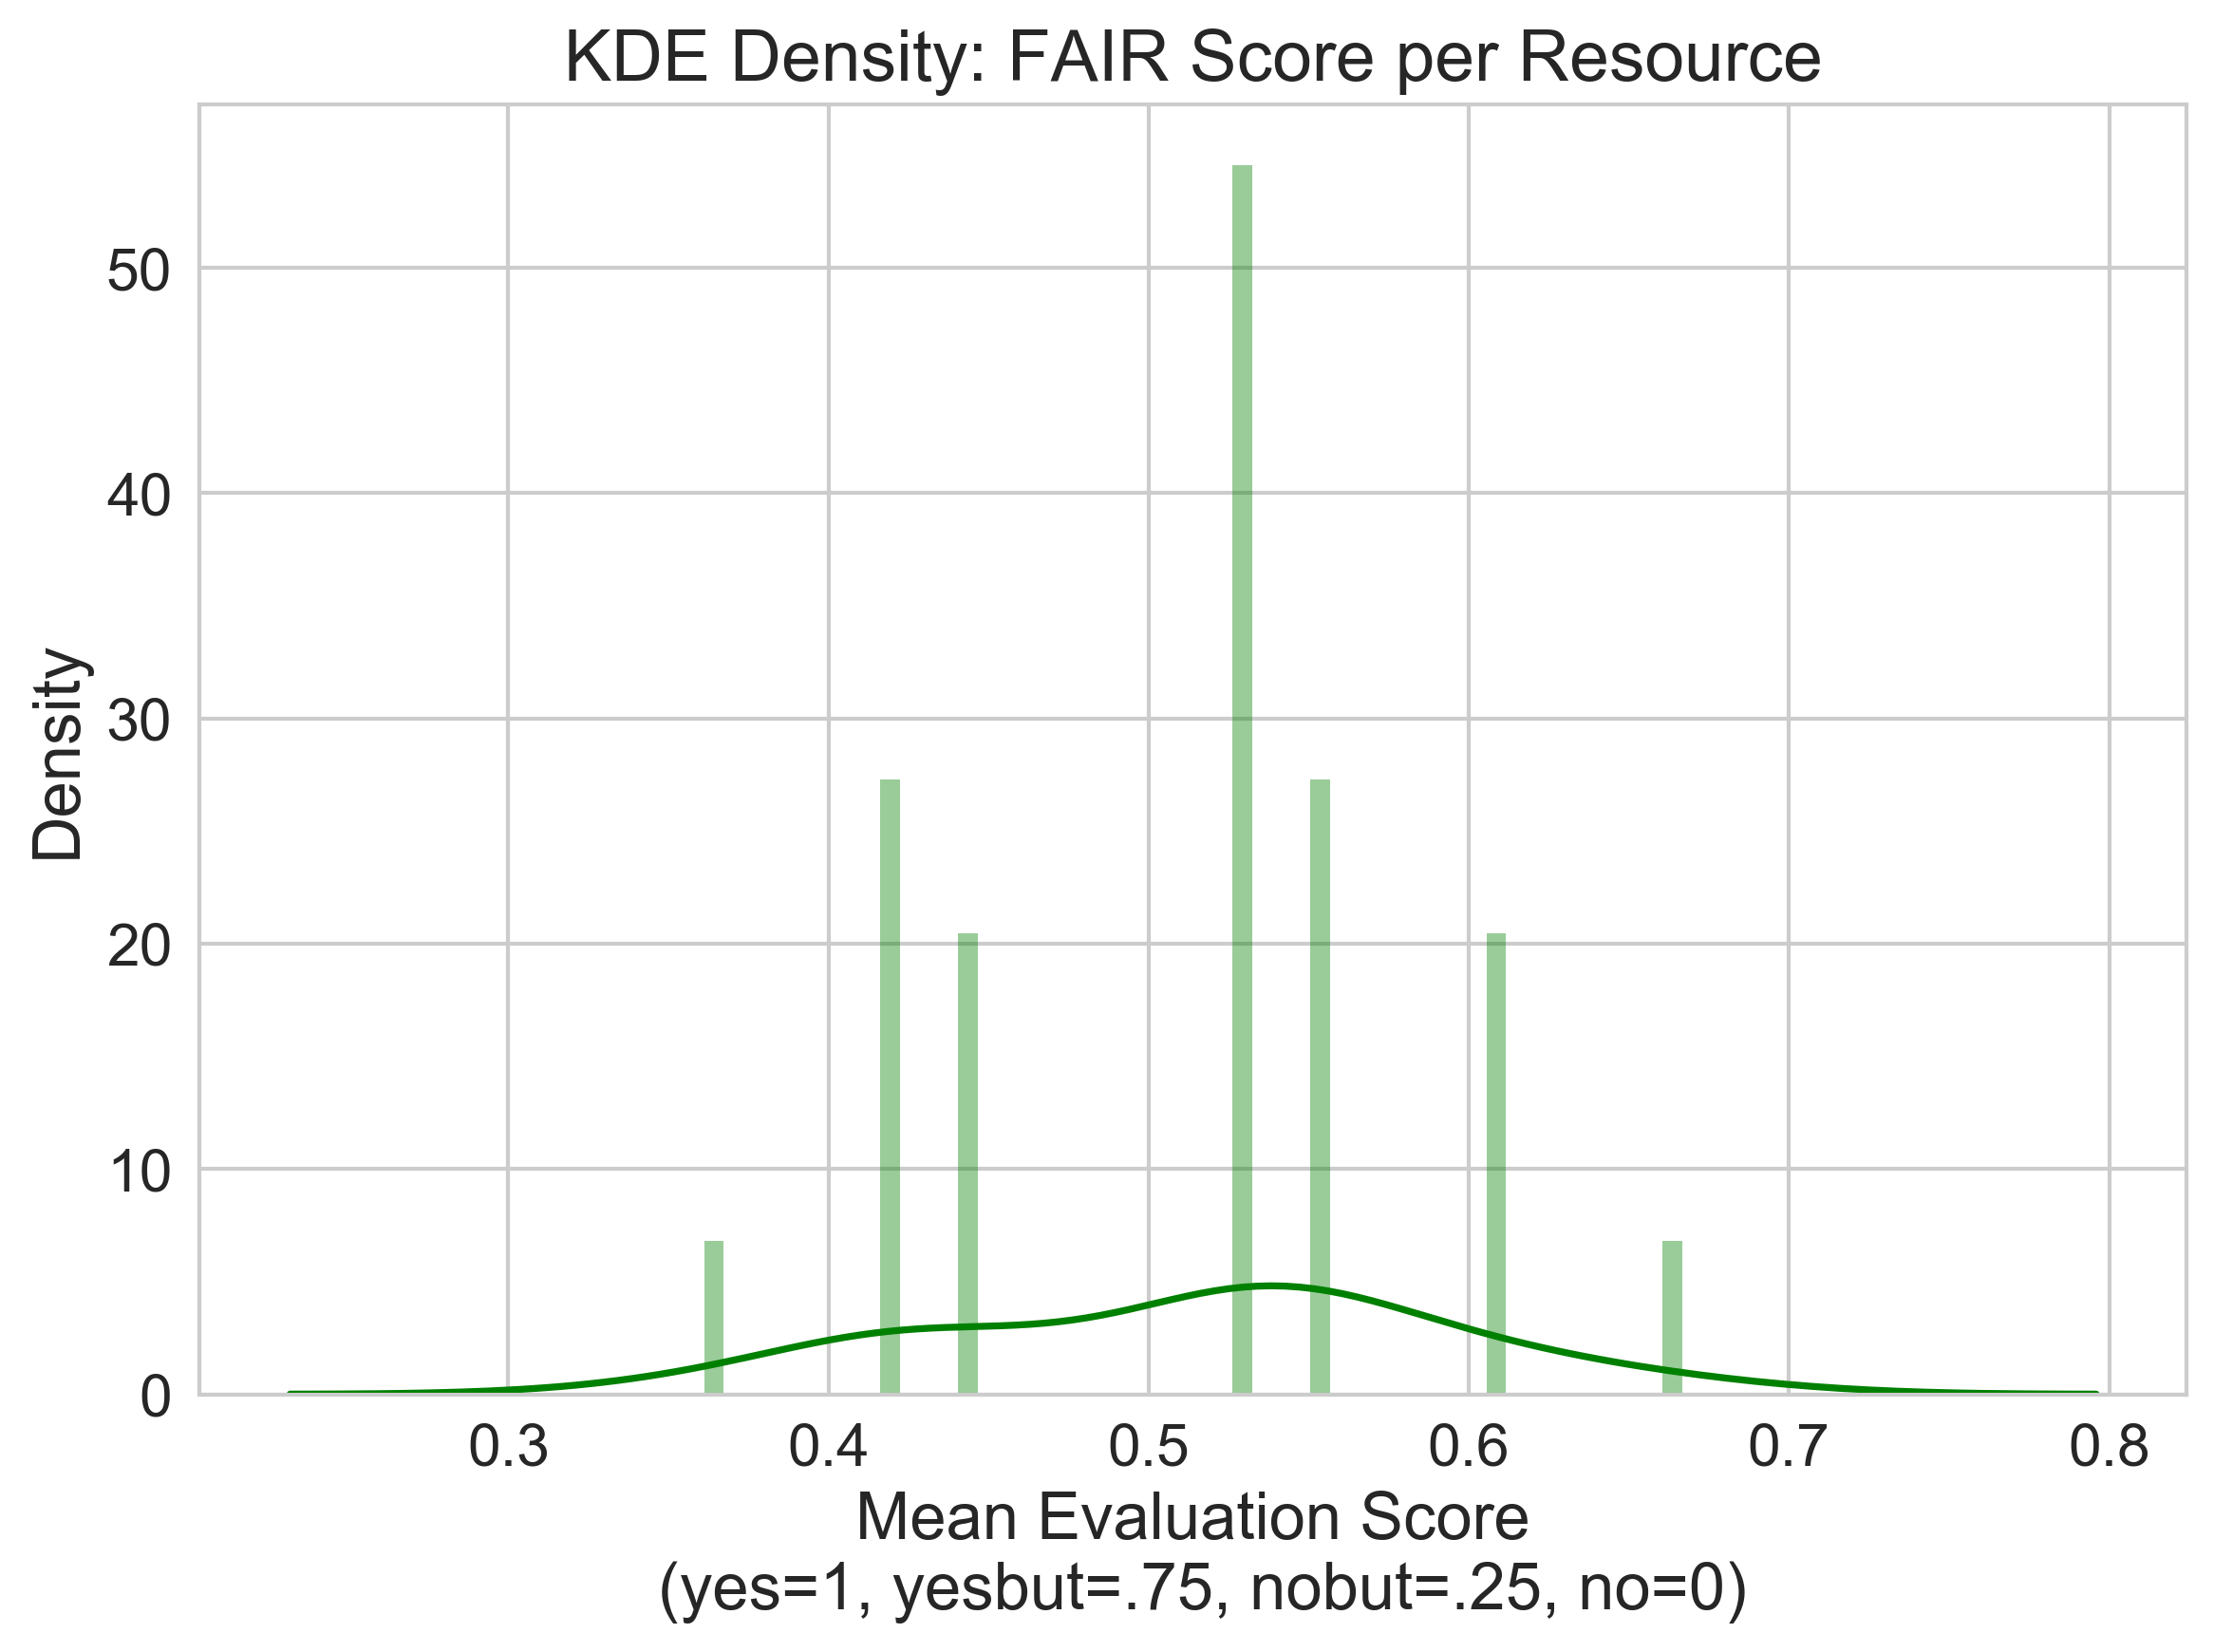 KDE Density: FAIR Score per Resource
Density
50
40
30
20
10
0
0.3 0.4 0.5 0.6 0.7 0.8
Mean Evaluation Score
(yes=1, yesbut=.75, nobut=.25, no=0)